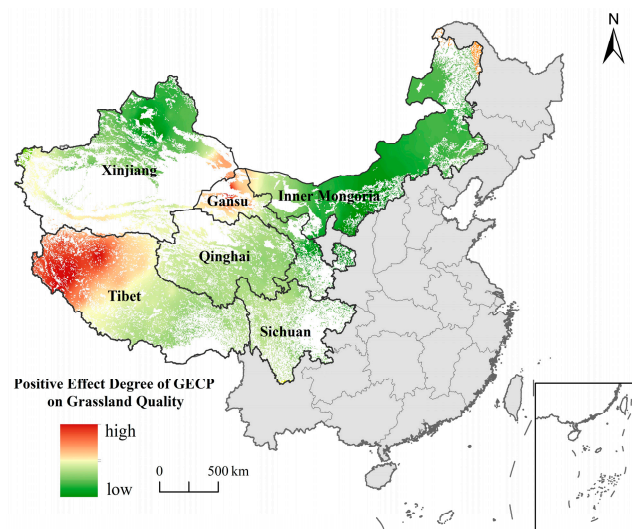 N
Xinjiang
Gansu
Inner Mongoria
Qinghai
Tibet
Sichuan
Positive Effect Degree of GECP
on Grassland Quality
high
low
0 500 km